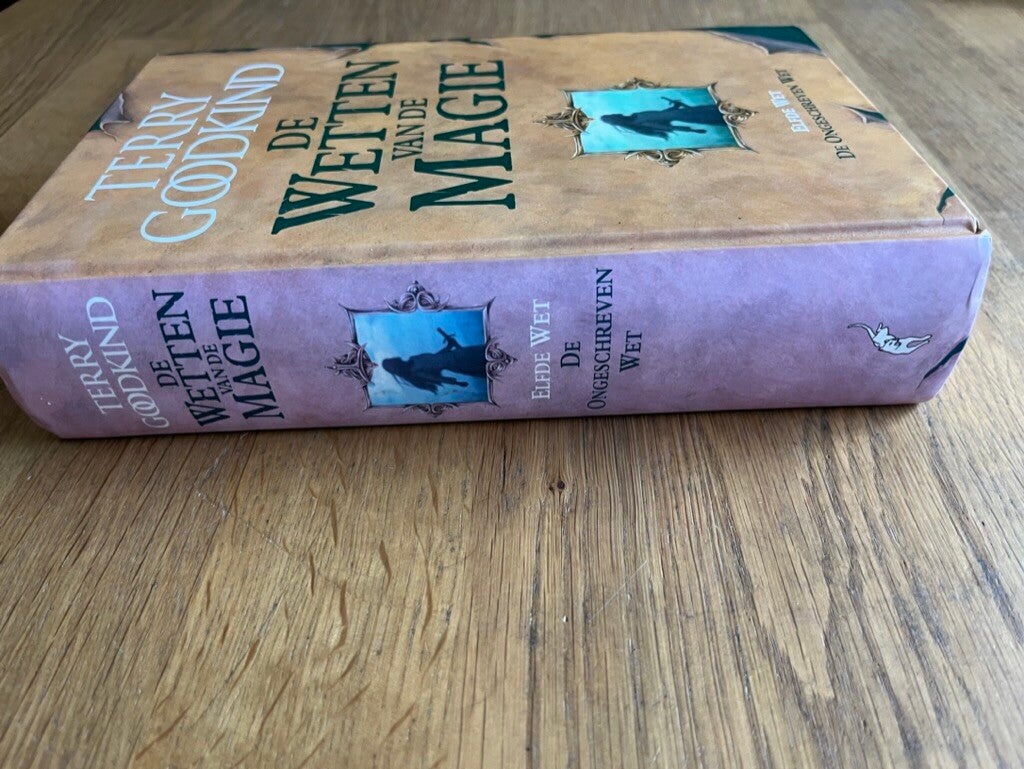 TERRY
GOODKIND
DE
WETTEN
VAN DE
MAGIE
ELFDE WET
DE ONGESCHREVEN WET
TERRY
GOODKIND
DE
WETTEN
VAN DE
MAGIE
ELFDE WET
DE
ONGESCHREVEN
WET